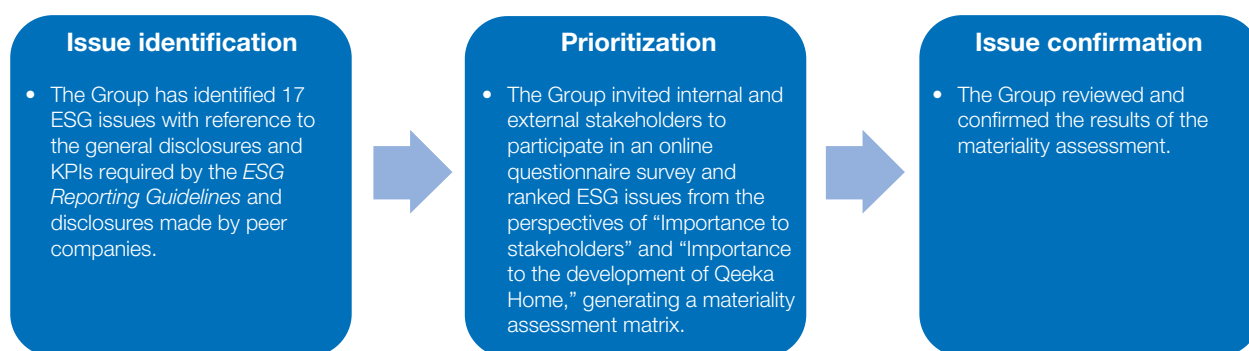 Issue identification
• The Group has identified 17
ESG issues with reference to
the general disclosures and
KPIs required by the ESG
Reporting Guidelines and
disclosures made by peer
companies.
Prioritization
• The Group invited internal and
external stakeholders to
participate in an online
questionnaire survey and
ranked ESG issues from the
perspectives of “Importance to
stakeholders” and “Importance
to the development of Qeeka
Home,” generating a materiality
assessment matrix.
Issue confirmation
• The Group reviewed and
confirmed the results of the
materiality assessment.